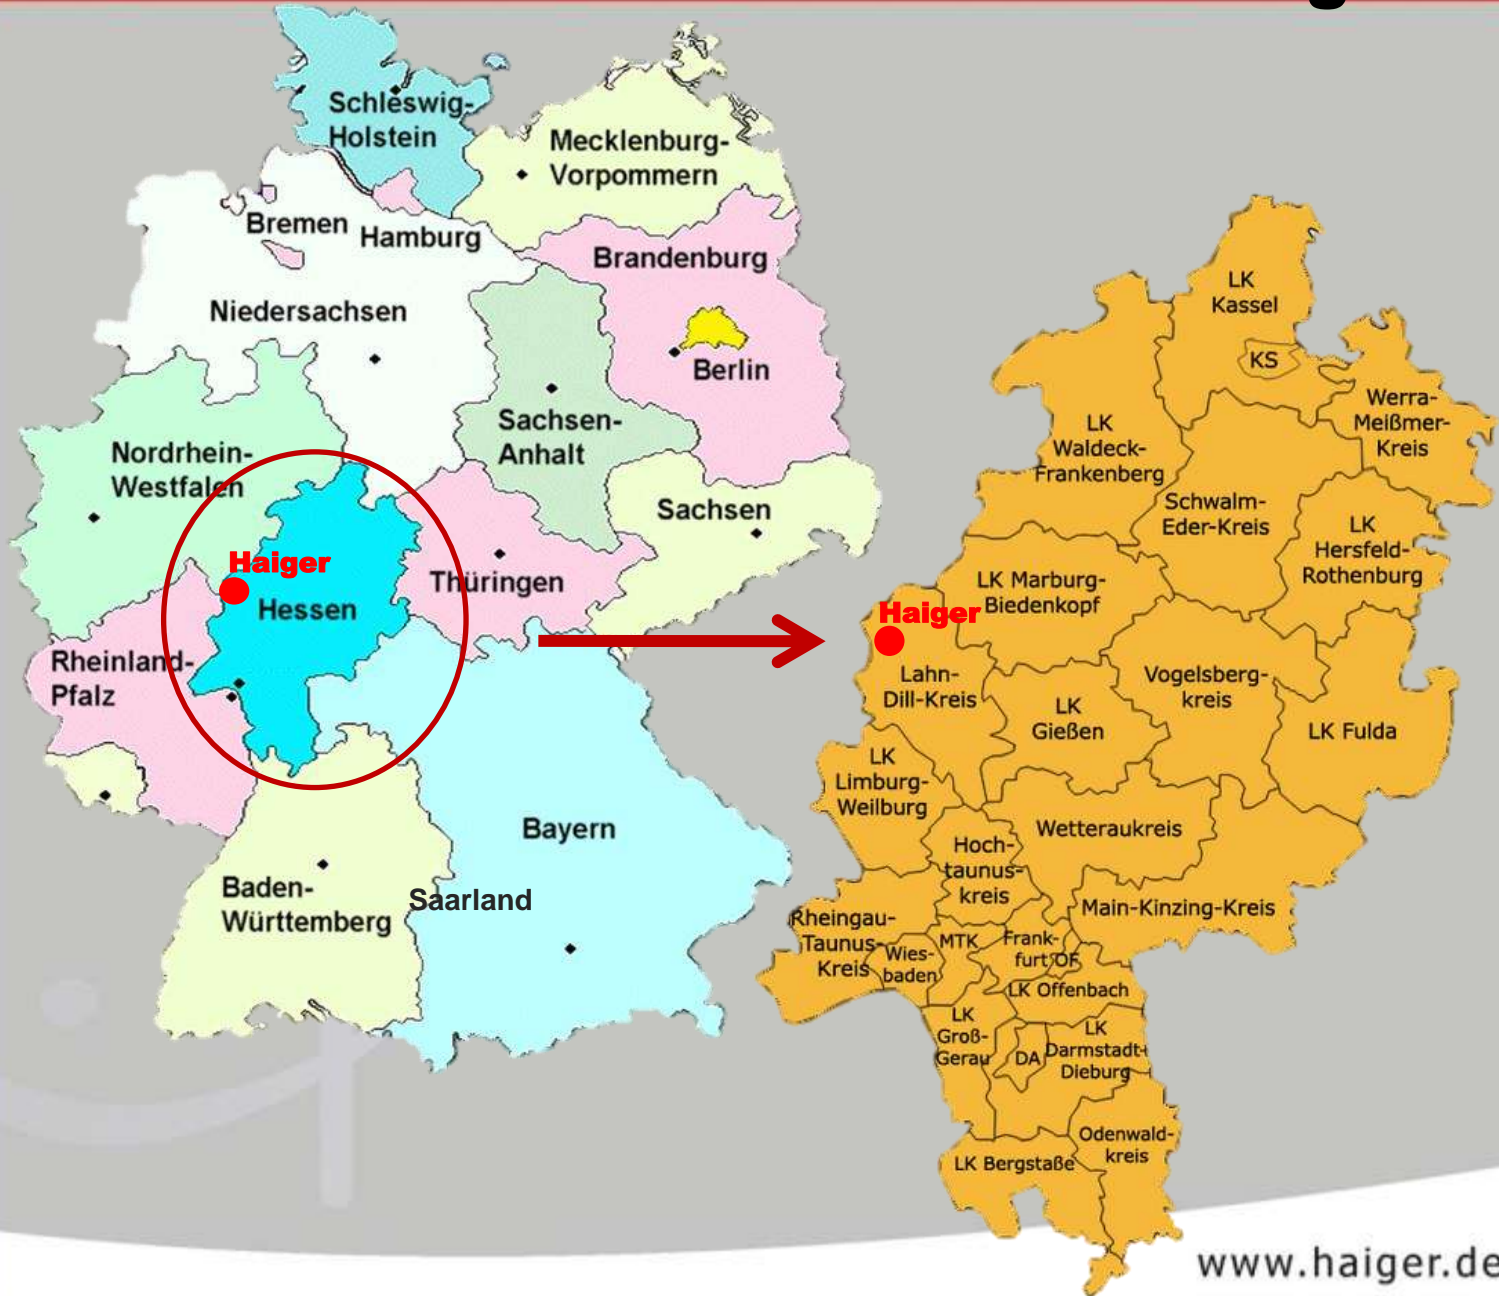 Schleswig-
Holstein
Mecklenburg-
Vorpommern
Bremen
Hamburg
Brandenburg
Niedersachsen
Berlin
Sachsen-
Anhalt
Nordrhein-
Westfalen
Sachsen
Haiger
Thüringen
Hessen
Rheinland-
Pfalz
Bayern
Baden-
Württemberg
Saarland
LK
Kassel
KS
Werra-
Meißmer-
Kreis
LK
Waldeck-
Frankenberg
Schwalm-
Eder-Kreis
LK
Hersfeld-
Rothenburg
LK Marburg-
Biedenkopf
Haiger
Lahn-
Dill-Kreis
Vogelsberg-
kreis
LK
Gießen
LK Fulda
LK
Limburg-
Weilburg
Wetteraukreis
Hoch-
taunus-
kreis
Main-Kinzing-Kreis
Rheingau-
Taunus-
Kreis
Wies-
baden
MTK
Frank-
furt
OF
LK Offenbach
LK
Groß-
Gerau
DA
LK
Darmstadt-
Dieburg
Odenwald-
kreis
LK Bergstaße
www.haiger.de